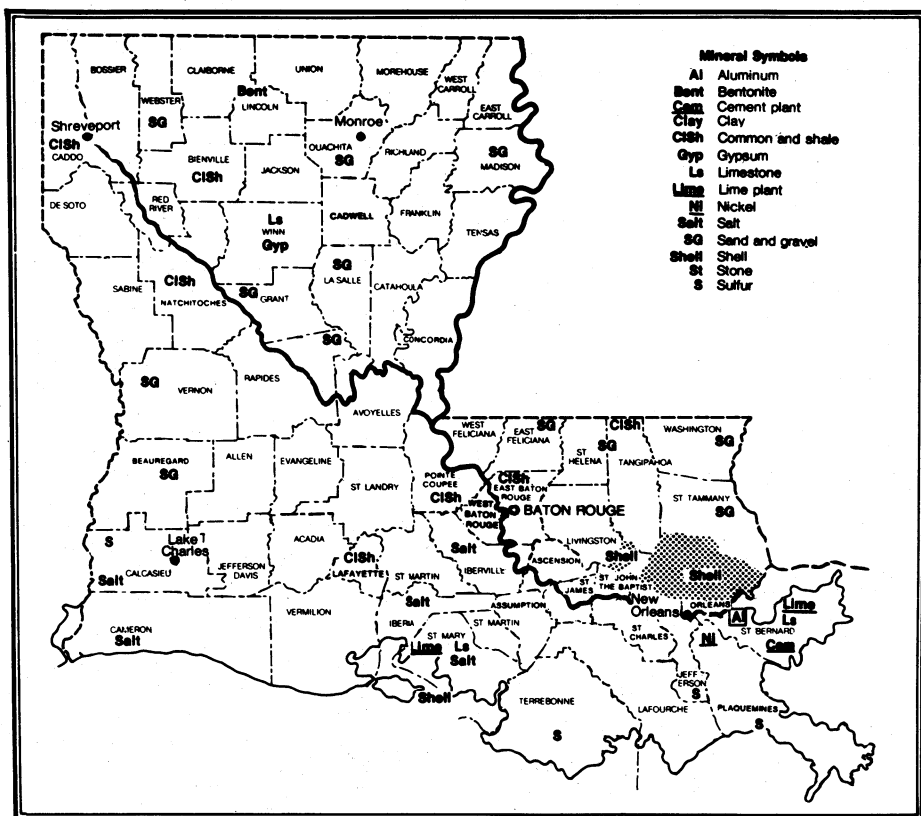 Mineral Symbols
Al Aluminum
Bent Bentonite
Cem Cement plant
Clay Clay
ClSh Common and shale
Gyp Gypsum
Ls Limestone
Lime Lime plant
Ni Nickel
Salt Salt
SG Sand and gravel
Shell Shell
St Stone
S Sulfur
BOSSIER
CLAIBORNE
UNION
MOREHOUSE
WEST
CARROLL
EAST
CARROLL
WEBSTER
SG
Bent
LINCOLN
Shreveport
ClSh
CADDO
Monroe
OUACHITA
SG
RICHLAND
SG
MADISON
BIENVILLE
ClSh
JACKSON
DE SOTO
RED
RIVER
Ls
WINN
Gyp
CADWELL
FRANKLIN
TENSAS
SABINE
ClSh
NATCHITOCHES
SG
GRANT
SG
LA SALLE
CATAHOULA
SG
CONCORDIA
SG
VERNON
RAPIDES
AVOYELLES
WEST
FELICIANA
SG
EAST
FELICIANA
ST
HELENA
SG
ClSh
TANGIPAHOA
WASHINGTON
SG
BEAUREGARD
SG
ALLEN
EVANGELINE
ST LANDRY
POINTE
COUPEE
ClSh
WEST
BATON
ROUGE
ClSh
EAST BATON
ROUGE
BATON ROUGE
ST TAMMANY
SG
S
Lake
Charles
CALCASIEU
Salt
JEFFERSON
DAVIS
ACADIA
ClSh
LAFAYETTE
ST MARTIN
Salt
Salt
IBERVILLE
ASCENSION
LIVINGSTON
Shell
Shell
ST
JAMES
ST JOHN
THE BAPTIST
New
Orleans
ORLEANS
Al
Lime
Ls
ST BERNARD
Cem
CAMERON
Salt
VERMILION
IBERIA
Lime
ST MARY
Ls
Salt
ST
MARTIN
ASSUMPTION
ST
CHARLES
Ni
Shell
TERREBONNE
S
LAFOURCHE
JEFF
ERSON
S
PLAQUEMINES
S